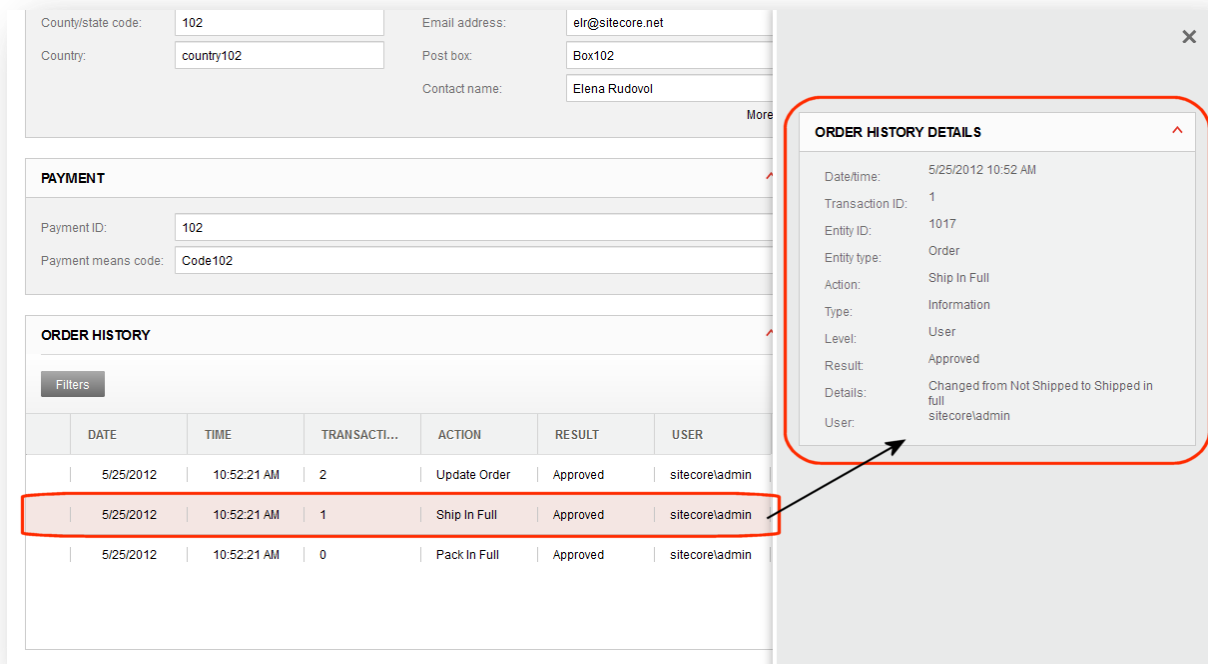 County/state code: 102 Email address: elr@sitecore.net
Country: country102 Post box: Box102
Contact name: Elena Rudovol
More
PAYMENT
Payment ID: 102
Payment means code: Code102
ORDER HISTORY
Filters
DATE TIME TRANSACTI... ACTION RESULT USER
5/25/2012 10:52:21 AM 2 Update Order Approved sitecore\admin
5/25/2012 10:52:21 AM 1 Ship In Full Approved sitecore\admin
5/25/2012 10:52:21 AM 0 Pack In Full Approved sitecore\admin
ORDER HISTORY DETAILS
Date/time: 5/25/2012 10:52 AM
Transaction ID: 1
Entity ID: 1017
Entity type: Order
Action: Ship In Full
Type: Information
Level: User
Result: Approved
Details: Changed from Not Shipped to Shipped in
full
User: sitecore\admin